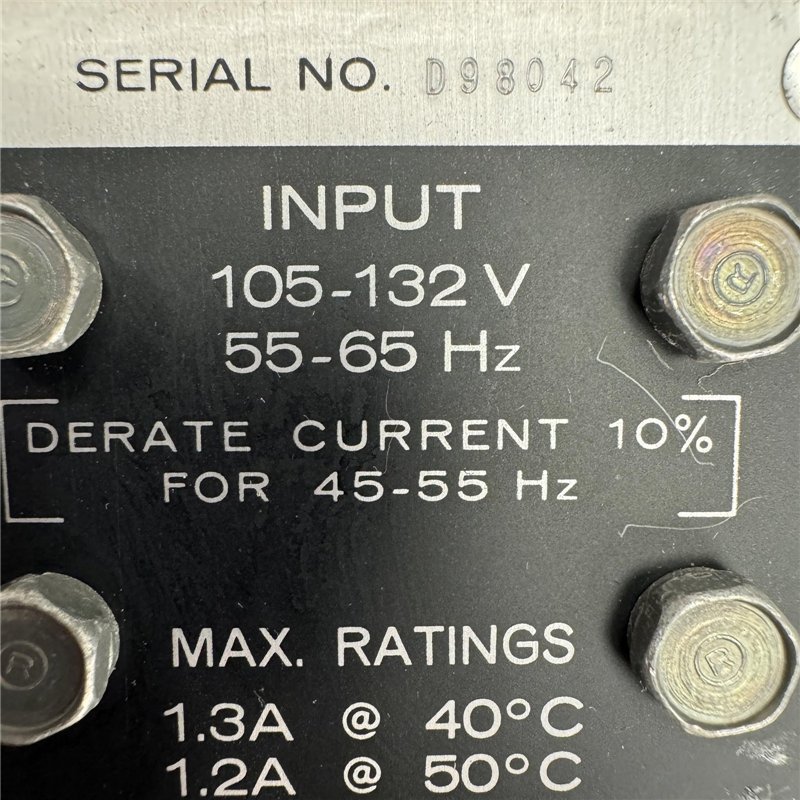 SERIAL NO. D98042
INPUT
105-132 V
55-65 Hz
DERATE CURRENT 10%
FOR 45-55 Hz
MAX. RATINGS
1.3A @ 40°C
1.2A @ 50°C
R
R
R
R